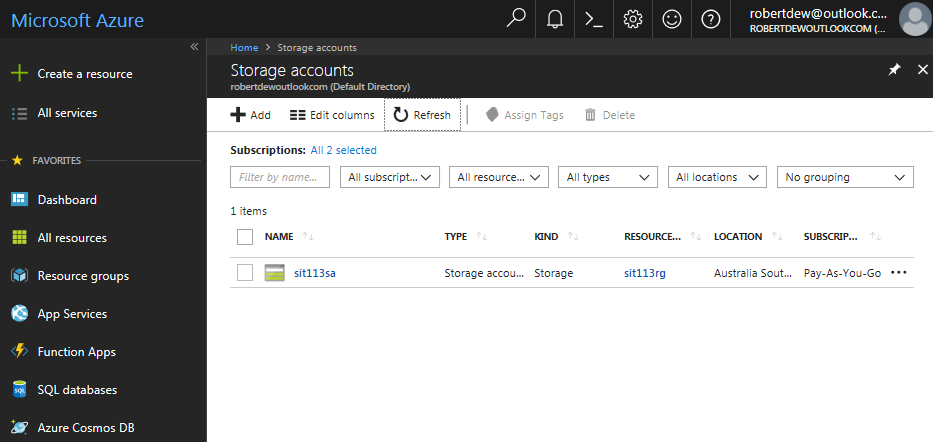 Microsoft Azure
robertdew@outlook.c...
ROBERTDEWOUTLOOKCOM (...
Create a resource
All services
FAVORITES
Dashboard
All resources
Resource groups
App Services
Function Apps
SQL databases
Azure Cosmos DB
Home > Storage accounts
Storage accounts
robertdewoutlookcom (Default Directory)
Add Edit columns Refresh Assign Tags Delete
Subscriptions: All 2 selected
Filter by name... All subscript... All resource... All types All locations No grouping
1 items
NAME TYPE KIND RESOURCE... LOCATION SUBSCRIP...
sit113sa Storage accou... Storage sit113rg Australia Sout... Pay-As-You-Go